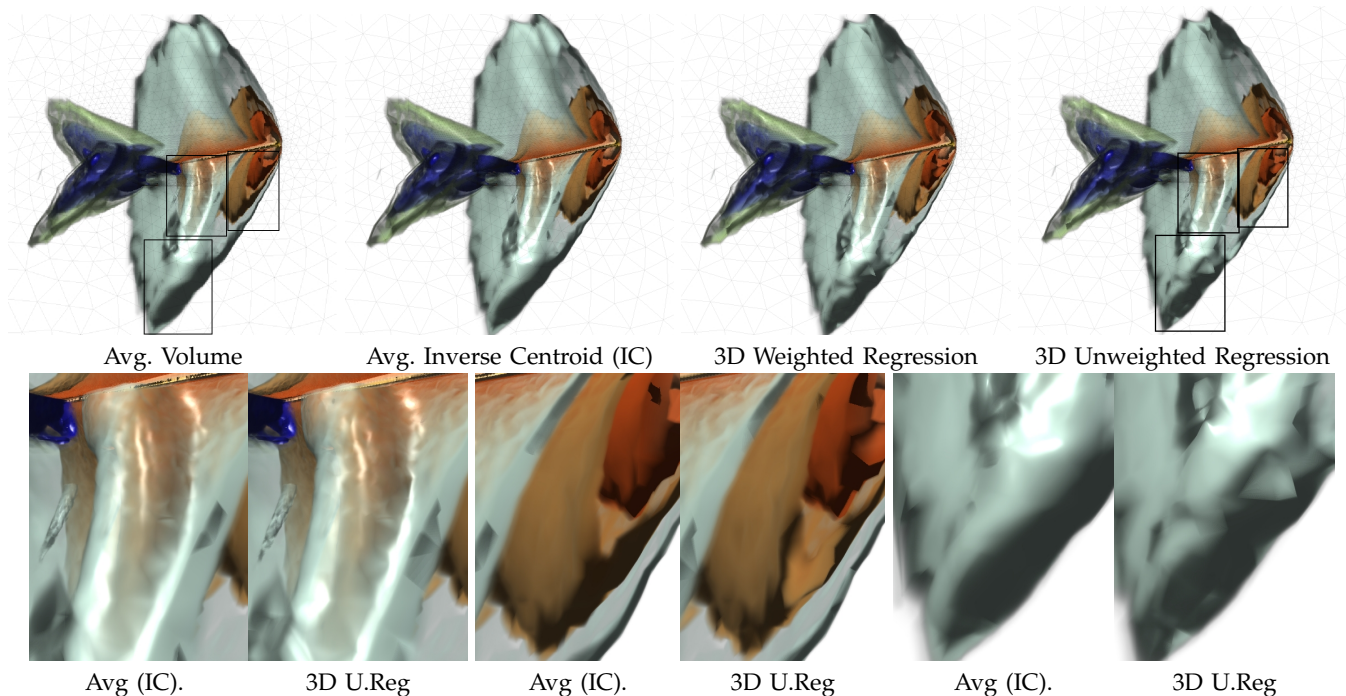 Avg. Volume Avg. Inverse Centroid (IC) 3D Weighted Regression 3D Unweighted Regression
Avg (IC). 3D U.Reg Avg (IC). 3D U.Reg Avg (IC). 3D U.Reg